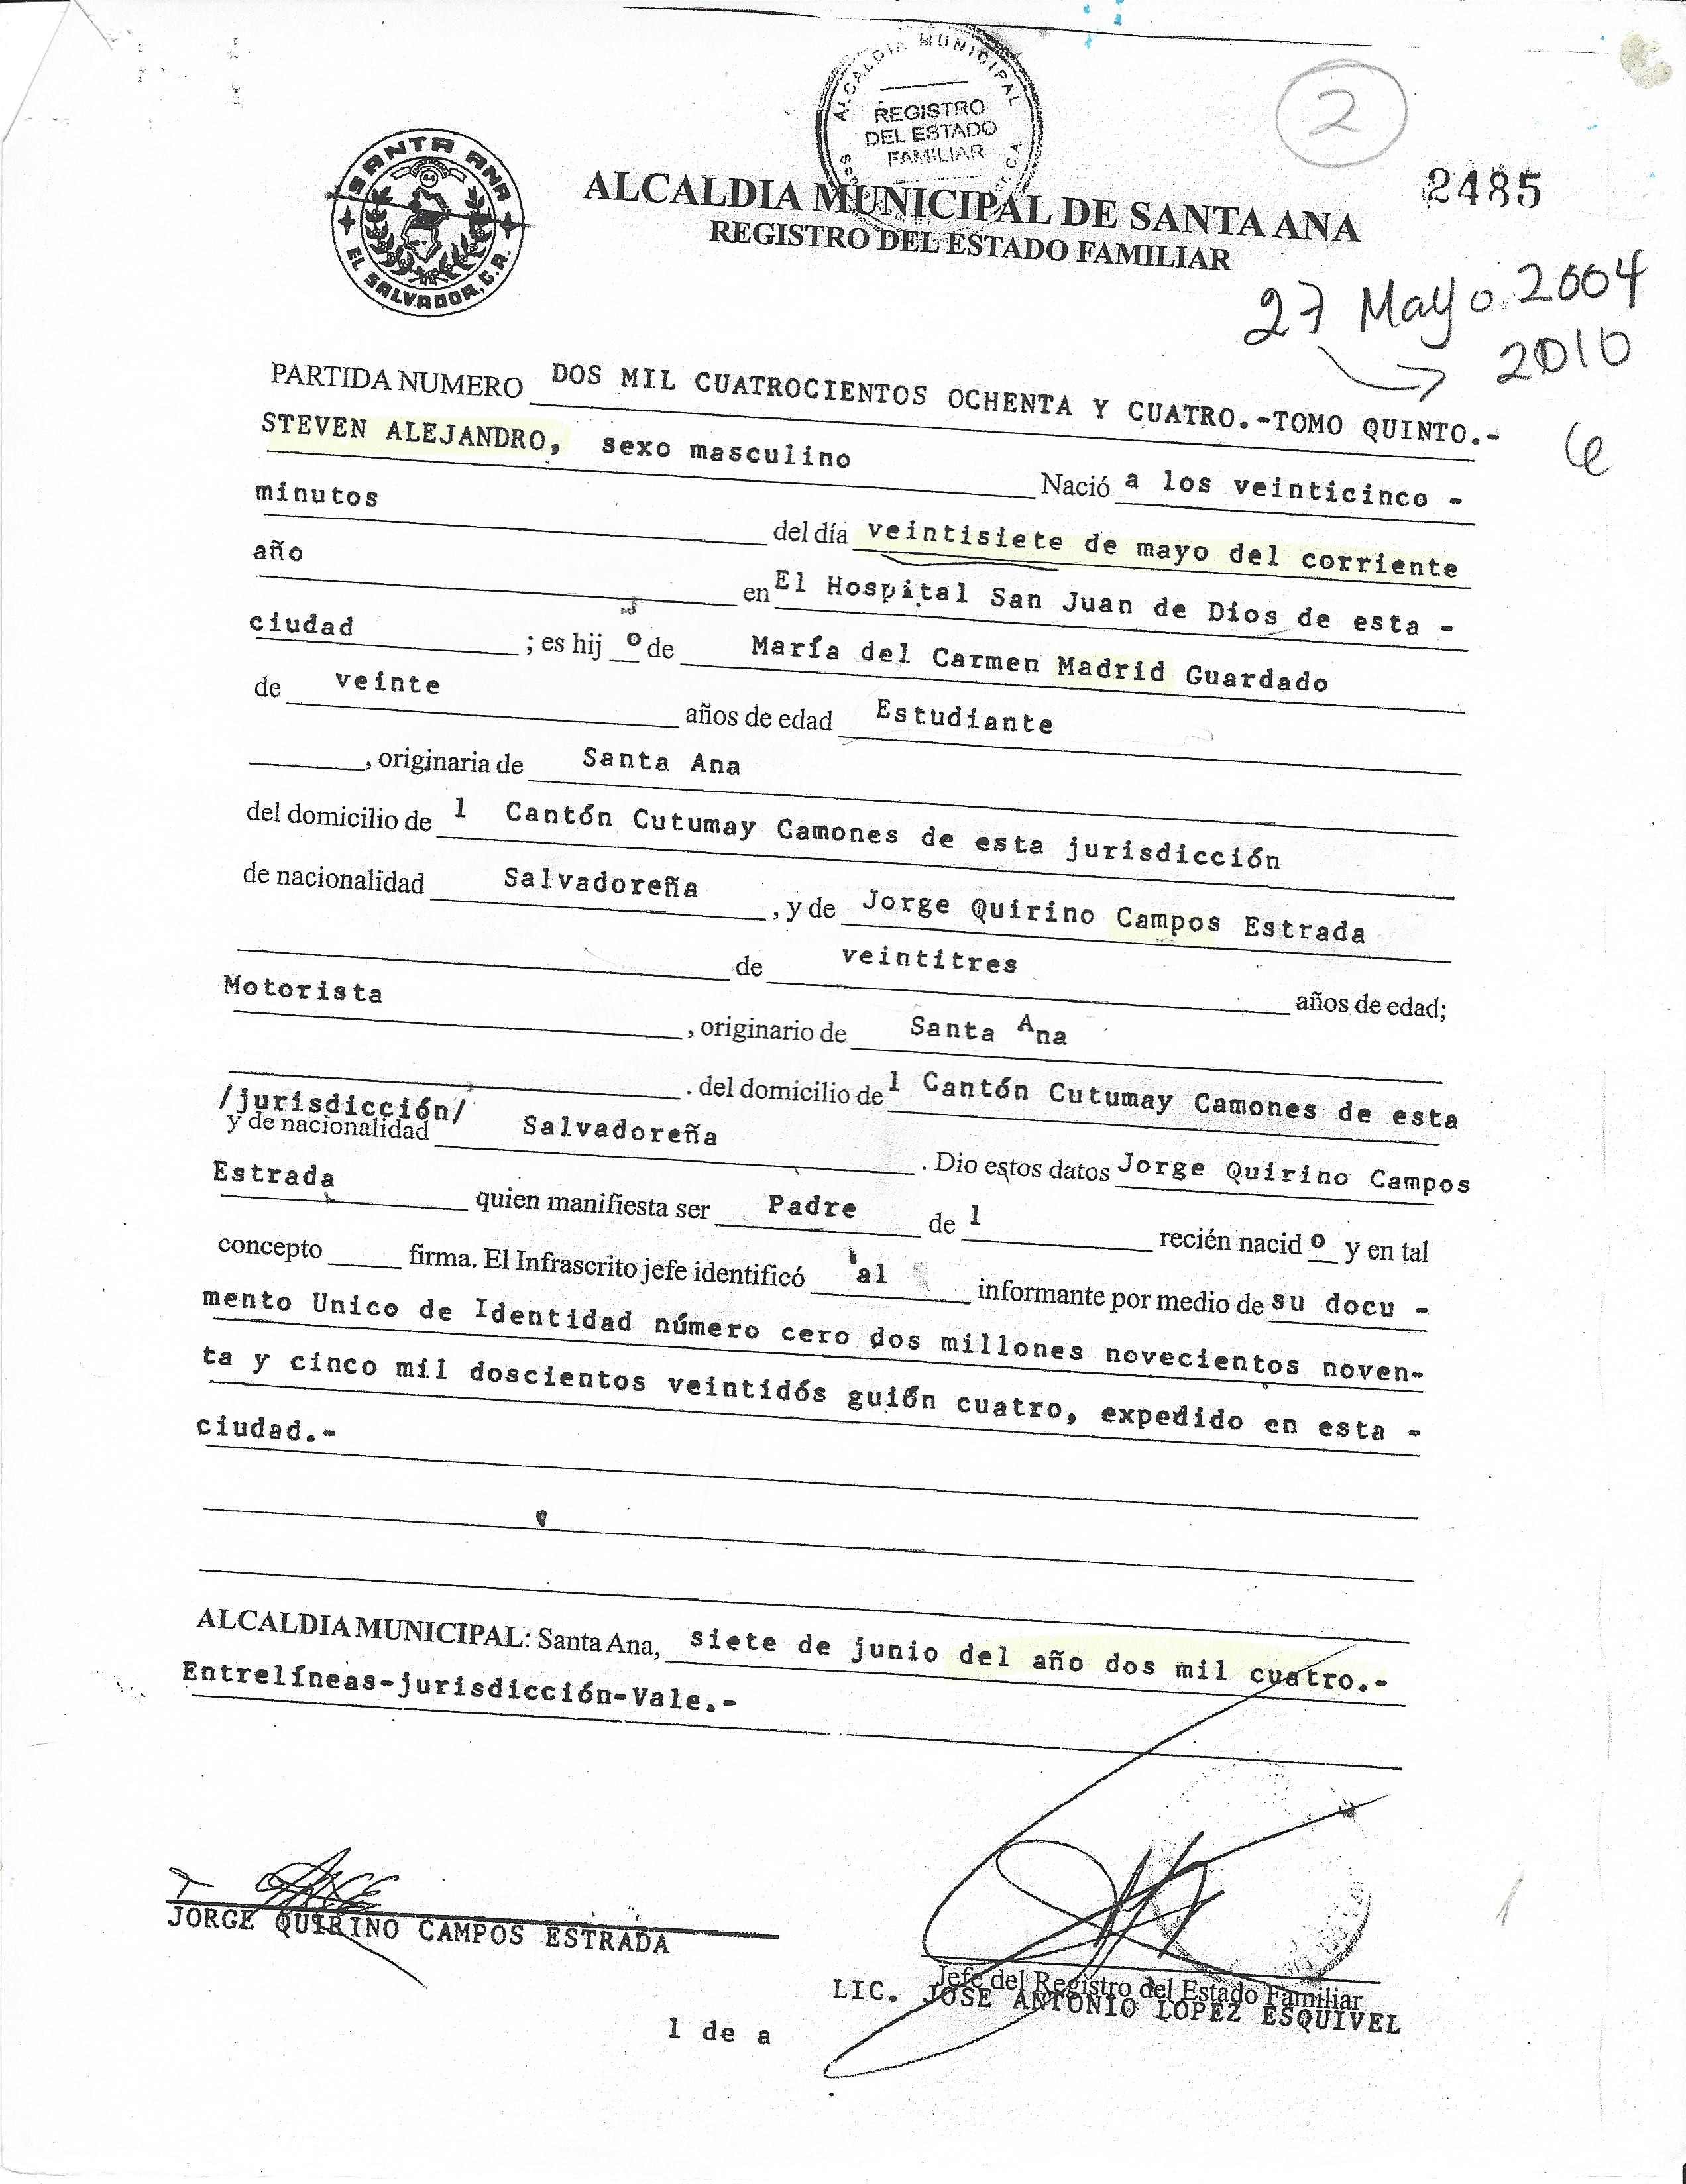 ALCALDIA MUNICIPAL
REGISTRO
DEL ESTADO
FAMILIAR
2
SANTA ANA
EL SALVADOR, C.A.
ALCALDIA MUNICIPAL DE SANTA ANA
2485
REGISTRO DEL ESTADO FAMILIAR
27 Mayo 2004
2010
PARTIDA NUMERO DOS MIL CUATROCIENTOS OCHENTA Y CUATRO.-TOMO QUINTO.-
STEVEN ALEJANDRO, sexo masculino Nació a los veinticinco -
minutos del día veintisiete de mayo del corriente
año en El Hospital San Juan de Dios de esta -
ciudad ; es hij o de María del Carmen Madrid Guardado
de veinte años de edad Estudiante
, originaria de Santa Ana
del domicilio de l Cantón Cutumay Camones de esta jurisdicción
de nacionalidad Salvadoreña , y de Jorge Quirino Campos Estrada
de veintitres años de edad;
Motorista , originario de Santa Ana
. del domicilio de l Cantón Cutumay Camones de esta
/jurisdicción/
y de nacionalidad Salvadoreña . Dio estos datos Jorge Quirino Campos
Estrada quien manifiesta ser Padre de l recién nacid o y en tal
concepto firma. El Infrascrito jefe identificó al informante por medio de su docu -
mento Unico de Identidad número cero dos millones novecientos noven-
ta y cinco mil doscientos veintidós guión cuatro, expedido en esta -
ciudad.-
ALCALDIA MUNICIPAL: Santa Ana, siete de junio del año dos mil cuatro.-
Entrelíneas-jurisdicción-Vale.-
JORGE QUIRINO CAMPOS ESTRADA
Jefe del Registro del Estado Familiar
LIC. JOSE ANTONIO LOPEZ ESQUIVEL
l de a